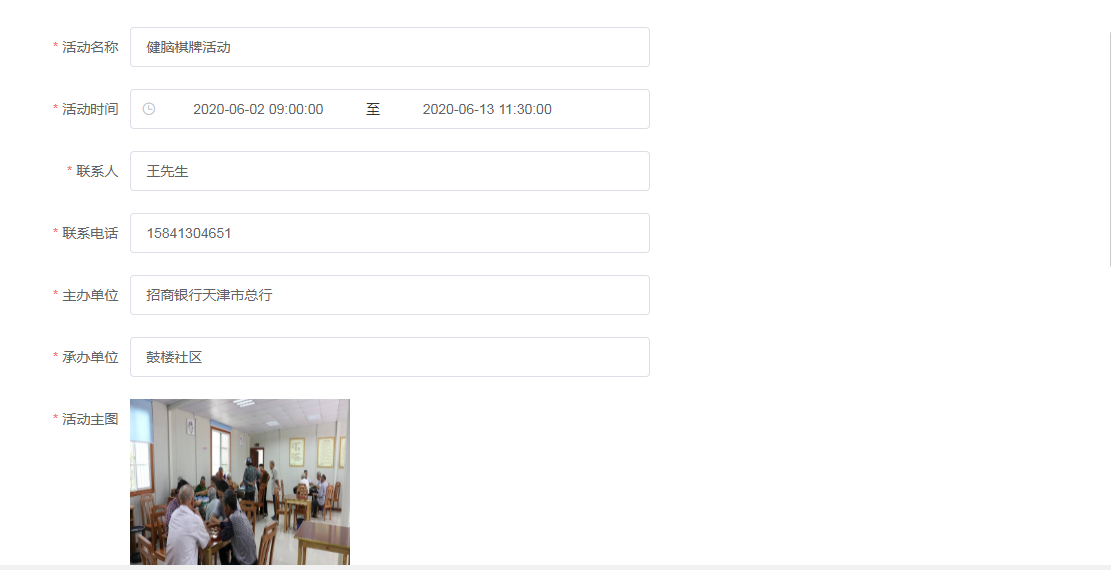 * 活动名称 健脑棋牌活动
* 活动时间 2020-06-02 09:00:00 至 2020-06-13 11:30:00
* 联系人 王先生
* 联系电话 15841304651
* 主办单位 招商银行天津市总行
* 承办单位 鼓楼社区
* 活动主图